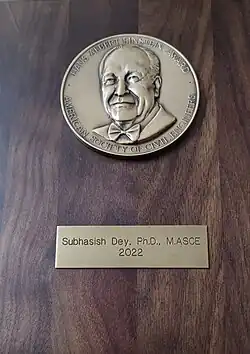 HANS ALBERT EINSTEIN AWARD
AMERICAN SOCIETY OF CIVIL ENGINEERS
Subhasish Dey, Ph.D., M.ASCE
2022